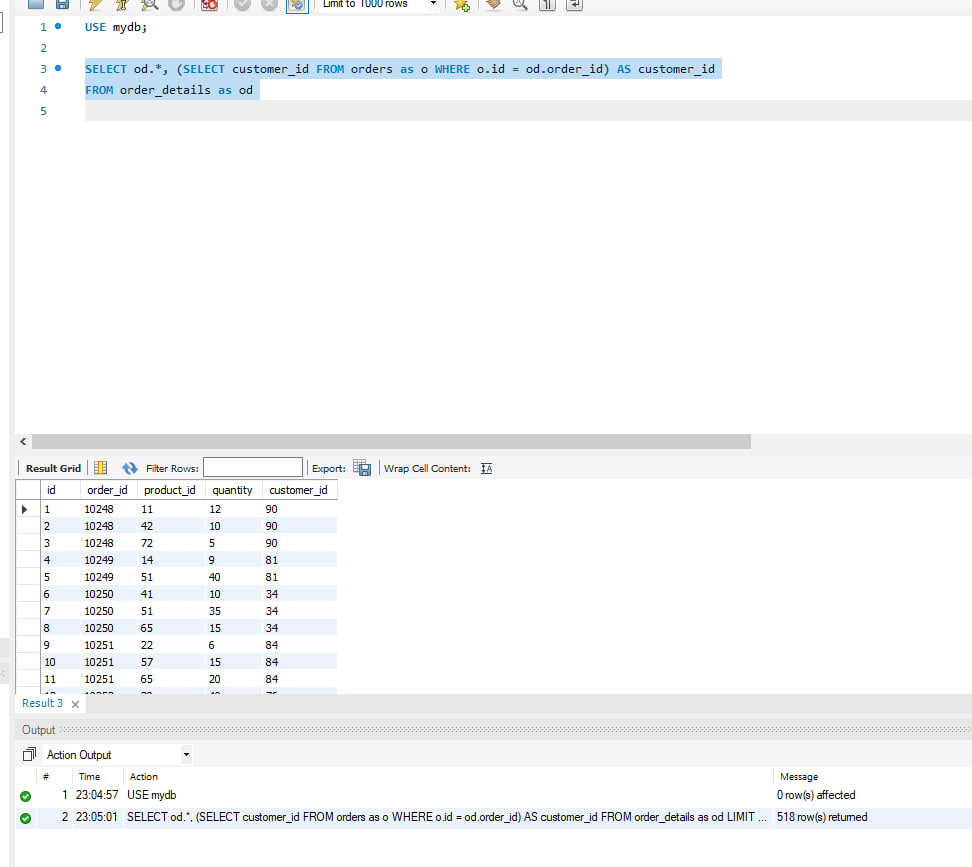 Limit to 1000 rows
1 USE mydb;
2
3 SELECT od.*, (SELECT customer_id FROM orders as o WHERE o.id = od.order_id) AS customer_id
4 FROM order_details as od
5
Result Grid Filter Rows: Export: Wrap Cell Content: IA
id order_id product_id quantity customer_id
1 10248 11 12 90
2 10248 42 10 90
3 10248 72 5 90
4 10249 14 9 81
5 10249 51 40 81
6 10250 41 10 34
7 10250 51 35 34
8 10250 65 15 34
9 10251 22 6 84
10 10251 57 15 84
11 10251 65 20 84
Result 3
Output
Action Output
# Time Action Message
1 23:04:57 USE mydb 0 row(s) affected
2 23:05:01 SELECT od.*, (SELECT customer_id FROM orders as o WHERE o.id = od.order_id) AS customer_id FROM order_details as od LIMIT ... 518 row(s) returned